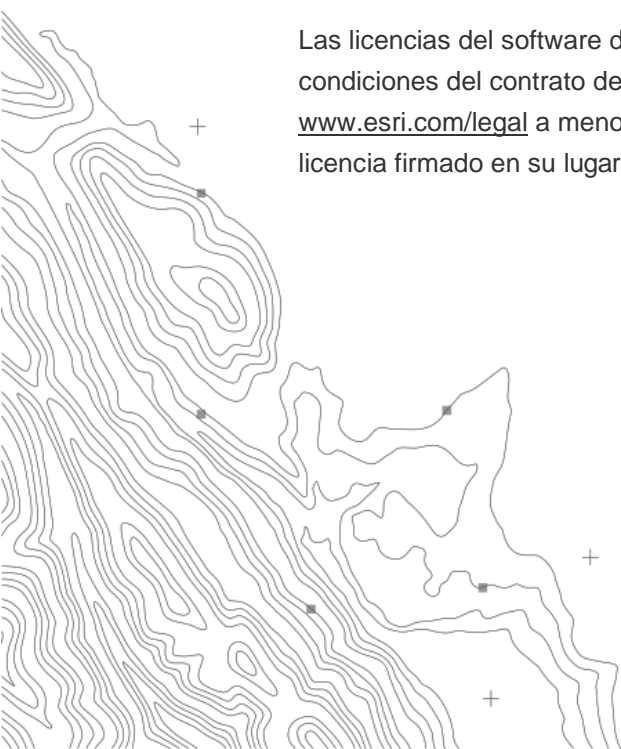 Las licencias del software d
condiciones del contrato de
www.esri.com/legal a meno
licencia firmado en su lugar